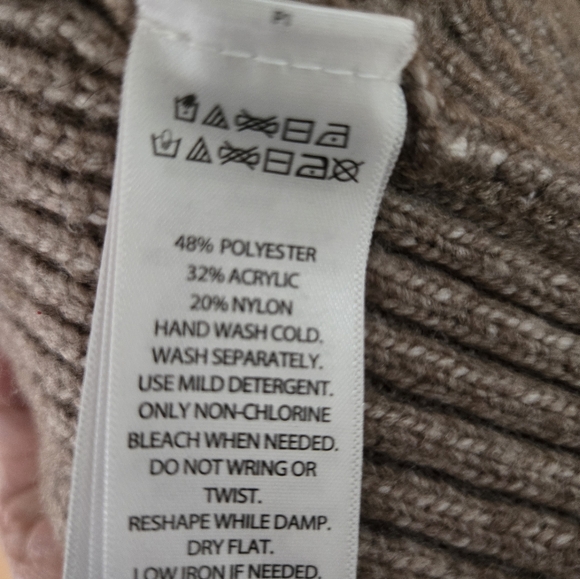 48% POLYESTER
32% ACRYLIC
20% NYLON
HAND WASH COLD.
WASH SEPARATELY.
USE MILD DETERGENT.
ONLY NON-CHLORINE
BLEACH WHEN NEEDED.
DO NOT WRING OR
TWIST.
RESHAPE WHILE DAMP.
DRY FLAT.
LOW IRON IF NEEDED.